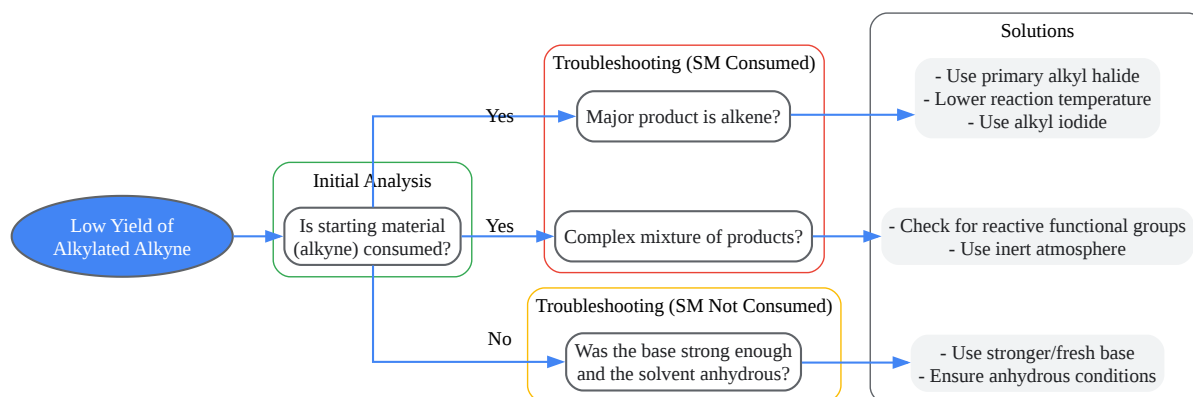 Low Yield of
Alkylated Alkyne
Initial Analysis
Is starting material
(alkyne) consumed?
Yes
Yes
No
Troubleshooting (SM Consumed)
Major product is alkene?
Complex mixture of products?
Troubleshooting (SM Not Consumed)
Was the base strong enough
and the solvent anhydrous?
Solutions
- Use primary alkyl halide
- Lower reaction temperature
- Use alkyl iodide
- Check for reactive functional groups
- Use inert atmosphere
- Use stronger/fresh base
- Ensure anhydrous conditions